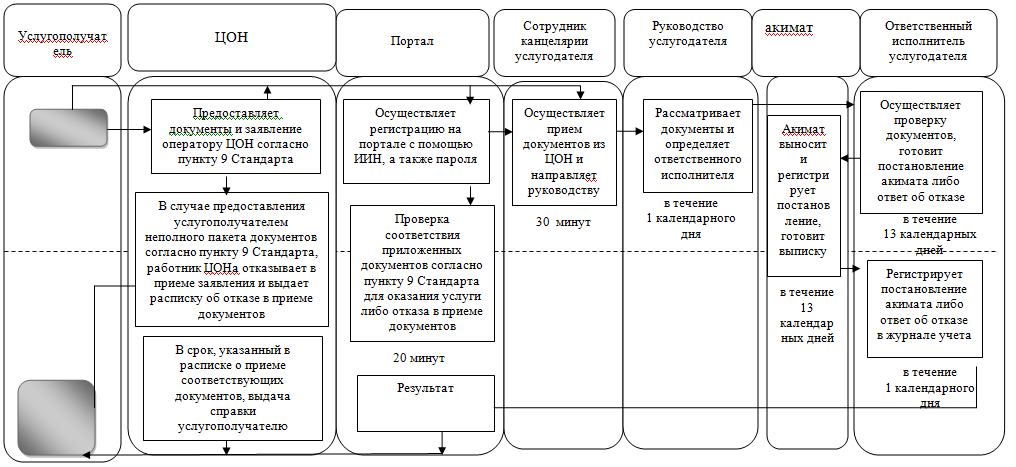 Услугополучат
ель
ЦОН
Портал
Сотрудник
канцелярии
услугодателя
Руководство
услугодателя
акимат
Ответственный
исполнитель
услугодателя
Предоставляет
документы и заявление
оператору ЦОН согласно
пункту 9 Стандарта
В случае предоставления
услугополучателем
неполного пакета документов
согласно пункту 9 Стандарта,
работник ЦОНа отказывает в
приеме заявления и выдает
расписку об отказе в приеме
документов
В срок, указанный в
расписке о приеме
соответствующих
документов, выдача
справки
услугополучателю
Осуществляет
регистрацию на
портале с помощью
ИИН, а также пароля
Проверка
соответствия
приложенных
документов согласно
пункту 9 Стандарта
для оказания услуги
либо отказа в приеме
документов
20 минут
Результат
Осуществляет
прием
документов из
ЦОН и
направляет
руководству
30 минут
Рассматривает
документы и
определяет
ответственного
исполнителя
в течение
1 календарного
дня
Акимат
выносит
и
регистри
рует
постанов
ление,
готовит
выписку
в течение
13
календар
ных дней
Осуществляет
проверку
документов,
готовит
постановление
акимата либо
ответ об отказе
в течение
13 календарных
дней
Регистрирует
постановление
акимата либо
ответ об отказе
в журнале учета
в течение
1 календарного
дня